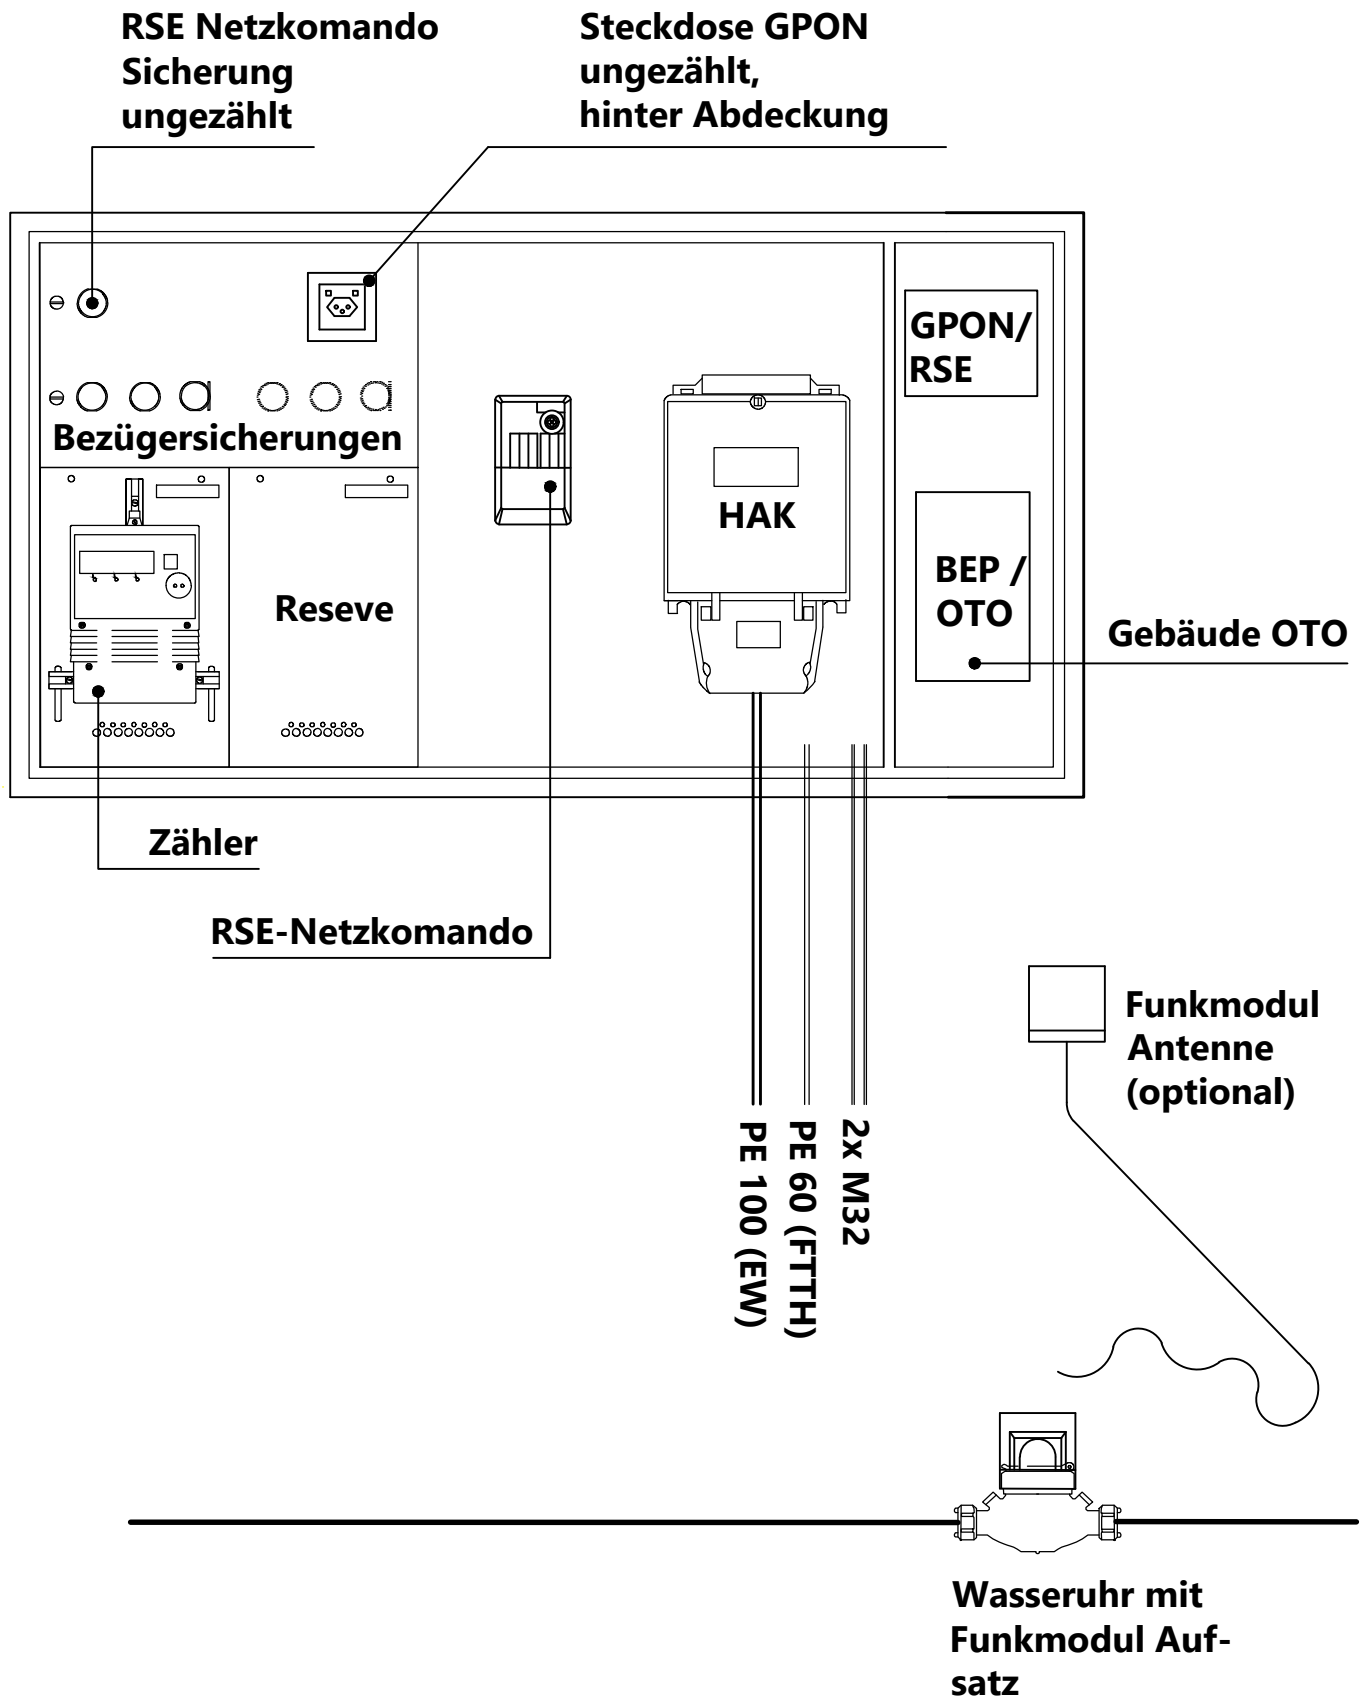 RSE Netzkomando
Sicherung
ungezählt
Steckdose GPON
ungezählt,
hinter Abdeckung
GPON/
RSE
Bezügersicherungen
HAK
BEP /
OTO
Reseve
Gebäude OTO
Zähler
RSE-Netzkomando
Funkmodul
Antenne
(optional)
PE 100 (EW)
PE 60 (FTTH)
2x M32
Wasseruhr mit
Funkmodul Auf-
satz